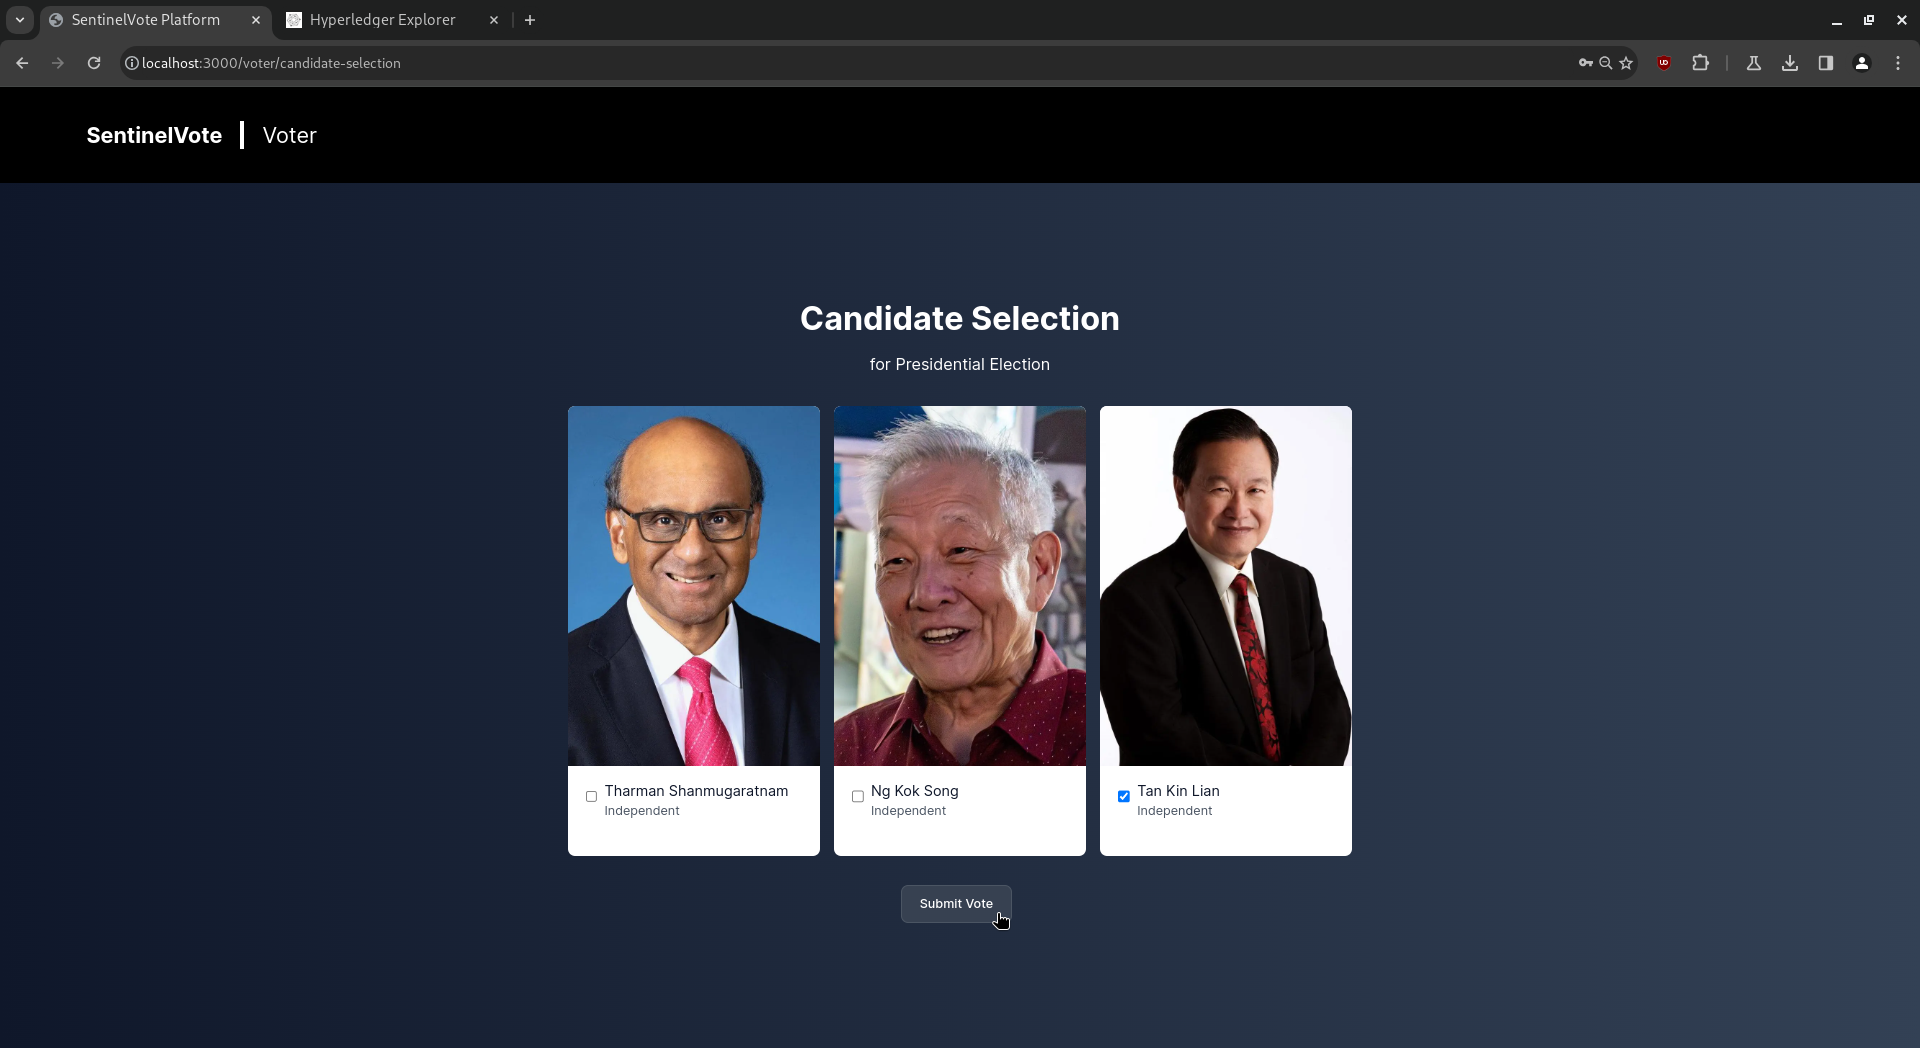 SentinelVote Platform
Hyperledger Explorer
localhost:3000/voter/candidate-selection
SentinelVote | Voter
Candidate Selection
for Presidential Election
Tharman Shanmugaratnam
Independent
Ng Kok Song
Independent
Tan Kin Lian
Independent
Submit Vote